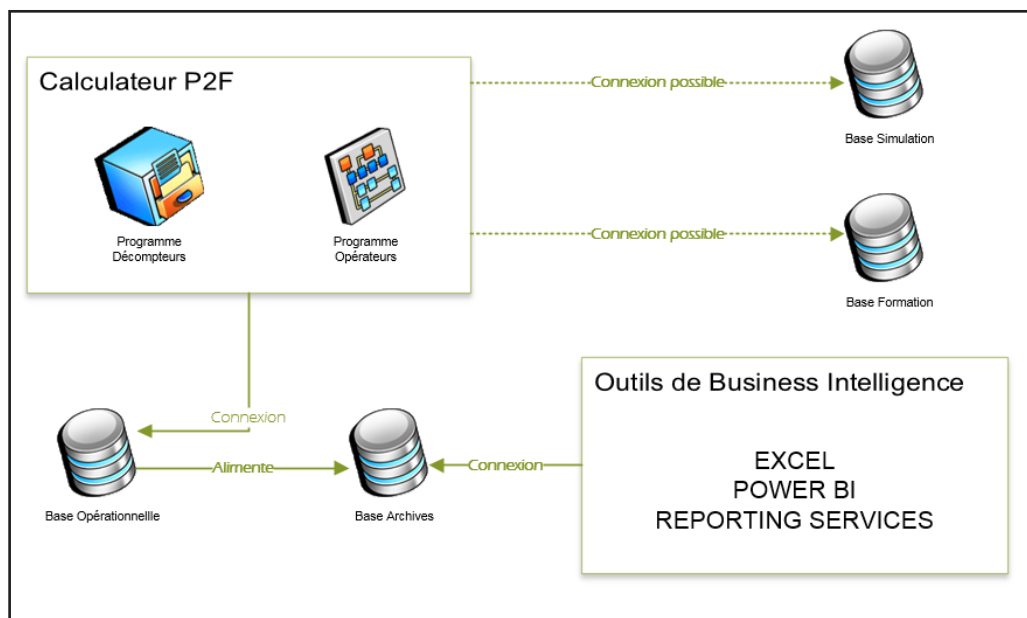 Calculateur P2F
Connexion possible
Base Simulation
Programme
Décompteurs
Programme
Opérateurs
Connexion possible
Base Formation
Connexion
Outils de Business Intelligence
EXCEL
POWER BI
REPORTING SERVICES
Alimente
Connexion
Base Opérationnellle
Base Archives